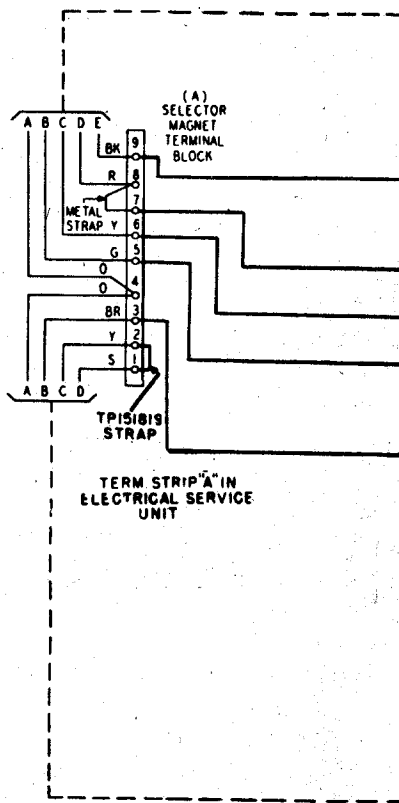 (A)
SELECTOR
MAGNET
TERMINAL
BLOCK
A B C D E
9
BK
8
R
7
METAL
STRAP
6
Y
5
G
O
4
O
3
BR
2
Y
1
S
A B C D
TP151819
STRAP
TERM. STRIP "A" IN
ELECTRICAL SERVICE
UNIT